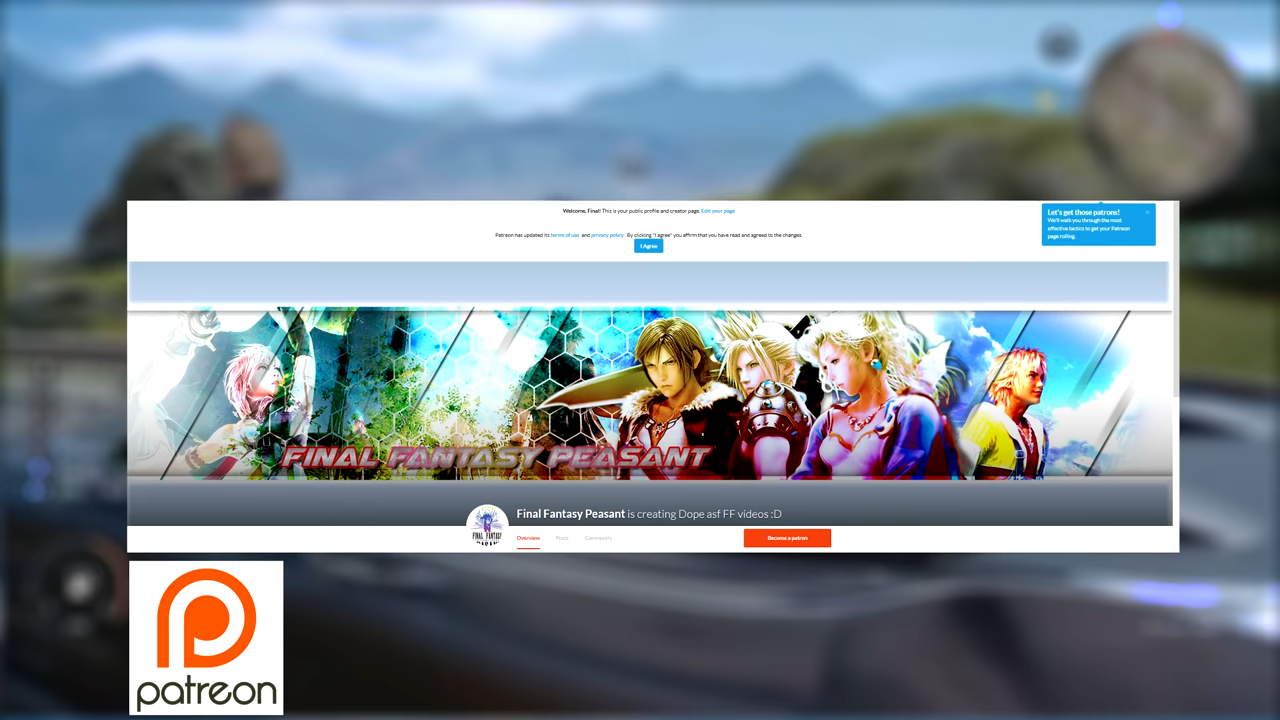 Welcome, Final! This is your public profile and creator page. Edit your page
Let's get those patrons!
We'll walk you through the most
effective tactics to get your Patreon
page rolling.
Patreon has updated its terms of use and privacy policy. By clicking "I agree" you affirm that you have read and agreed to the changes.
I Agree
FINAL FANTASY PEASANT
Final Fantasy Peasant is creating Dope asf FF videos :D
FINAL FANTASY
Overview Posts Community
Become a patron
patreon